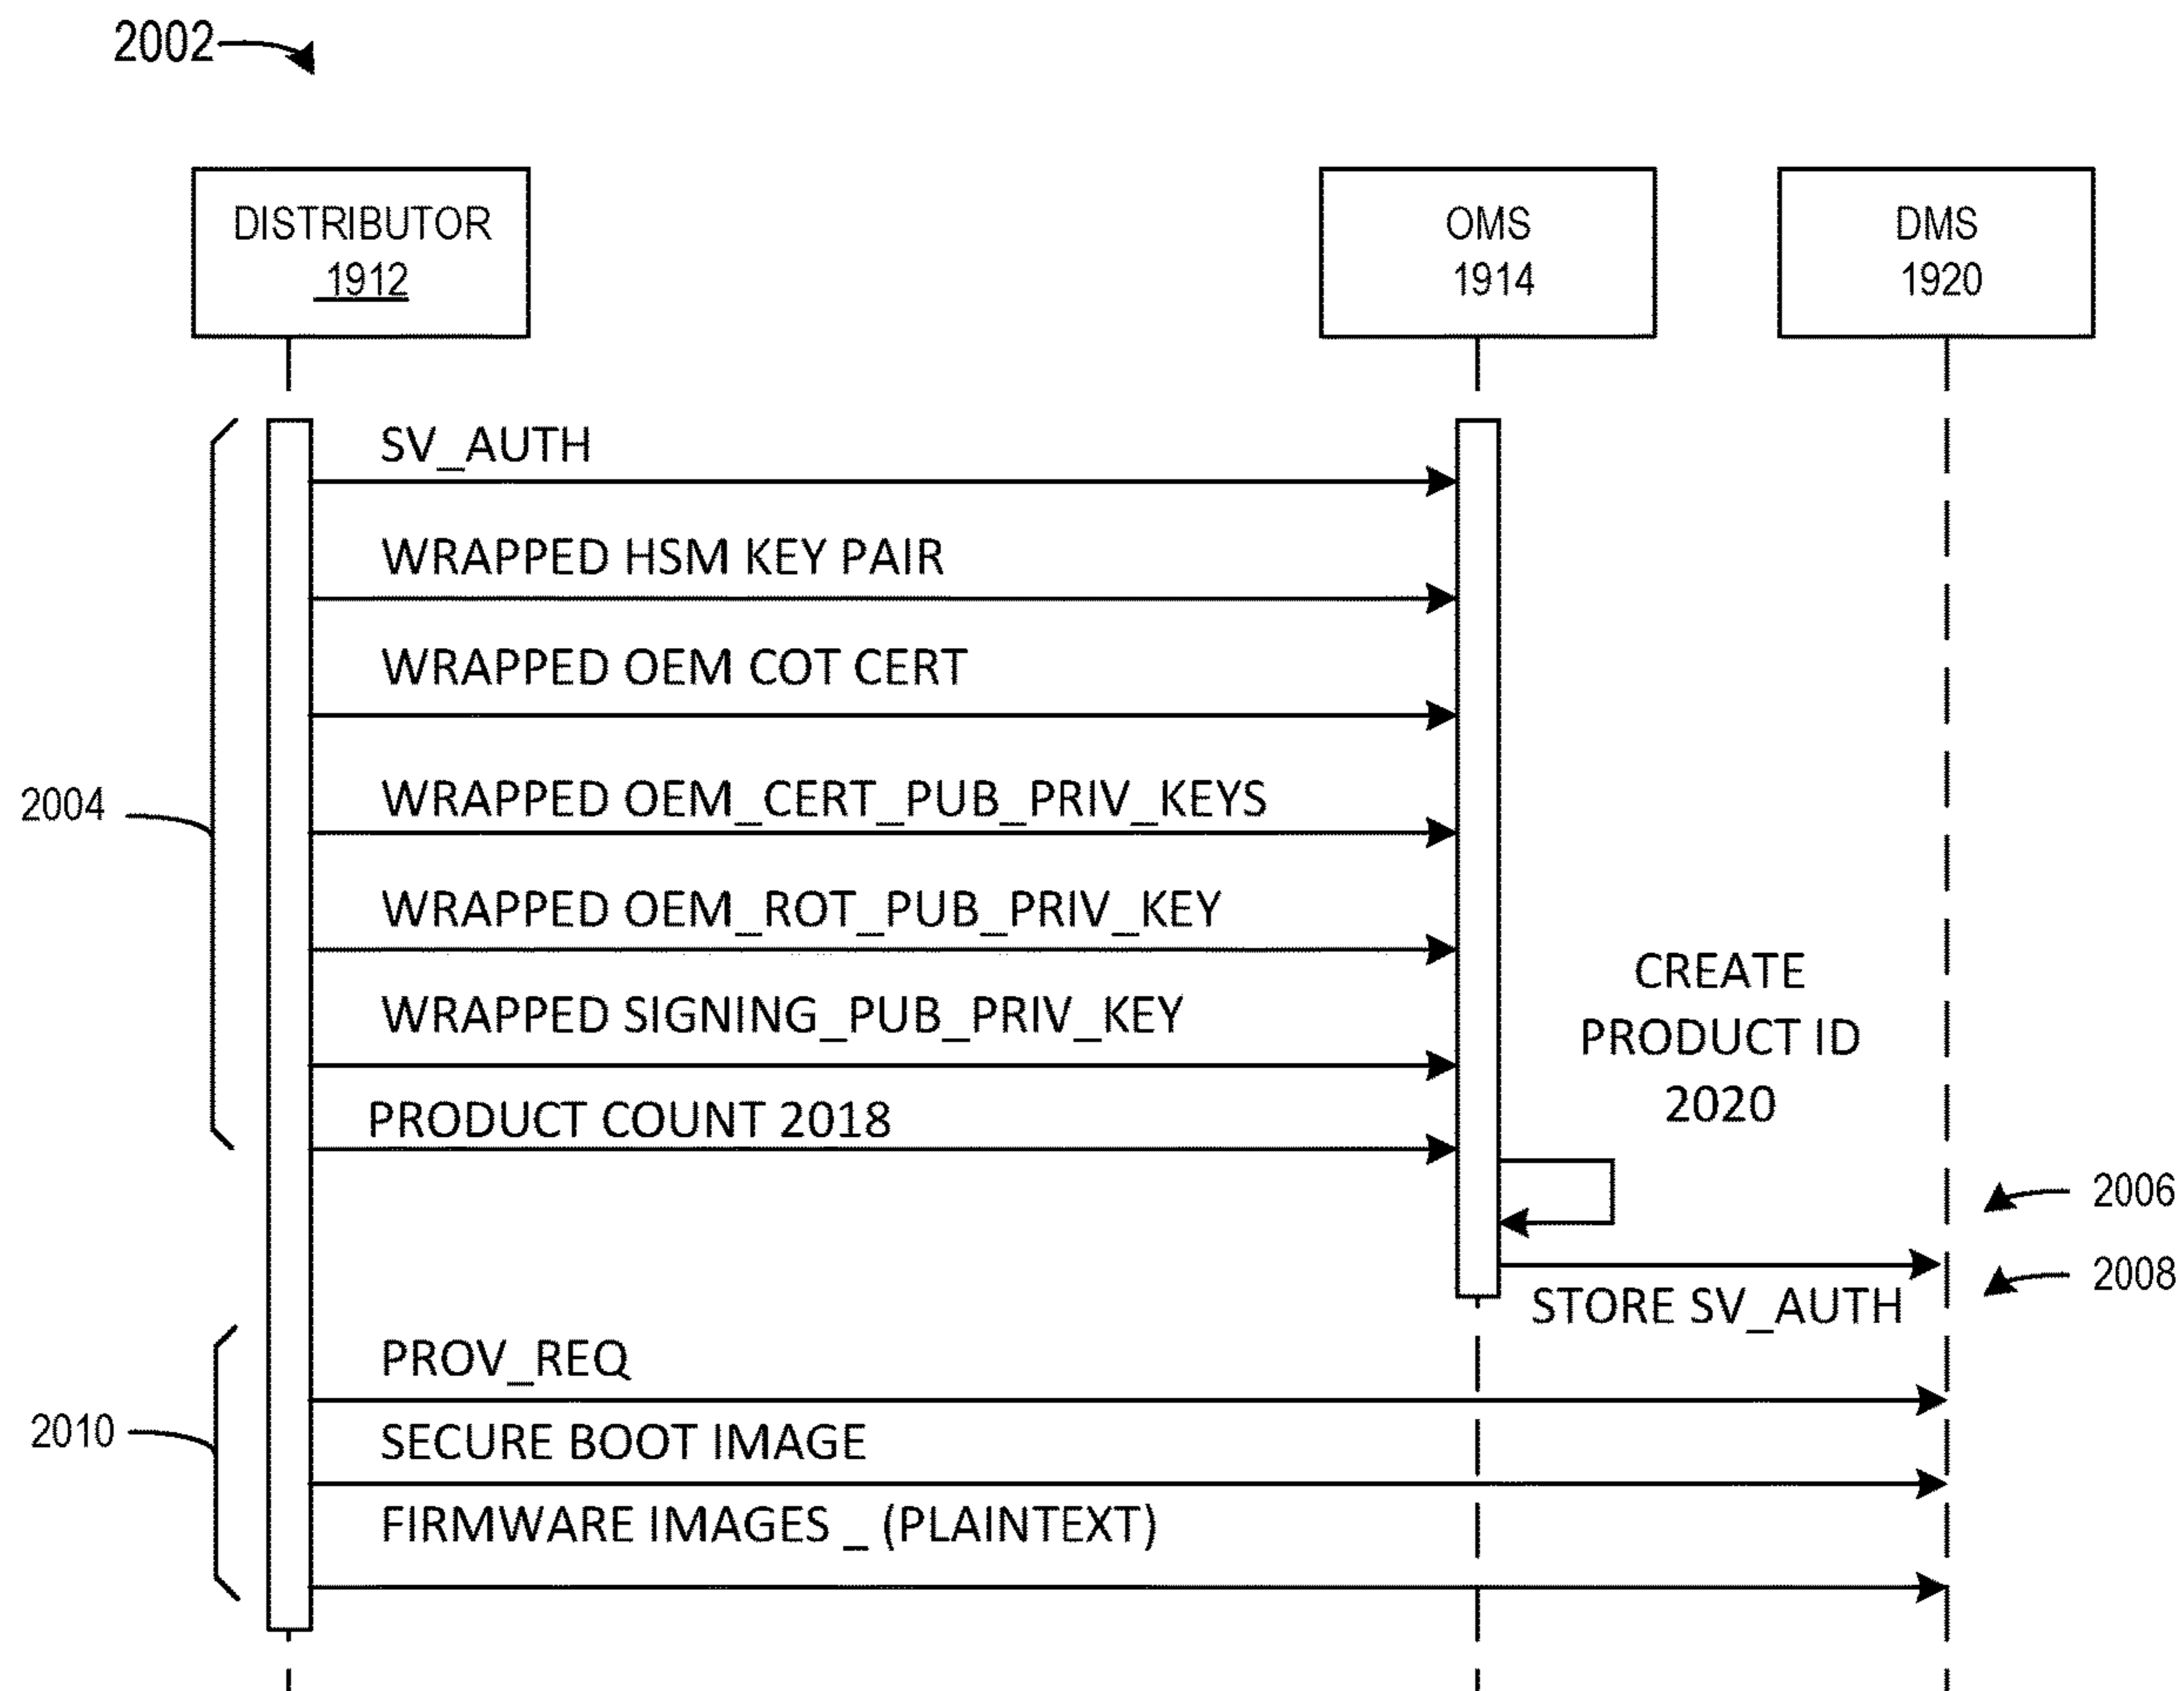 2002
DISTRIBUTOR
1912
OMS
1914
DMS
1920
SV_AUTH
WRAPPED HSM KEY PAIR
WRAPPED OEM COT CERT
2004
WRAPPED OEM_CERT_PUB_PRIV_KEYS
WRAPPED OEM_ROT_PUB_PRIV_KEY
WRAPPED SIGNING_PUB_PRIV_KEY
CREATE
PRODUCT ID
2020
PRODUCT COUNT 2018
2006
2008
STORE SV_AUTH
PROV_REQ
2010
SECURE BOOT IMAGE
FIRMWARE IMAGES _ (PLAINTEXT)